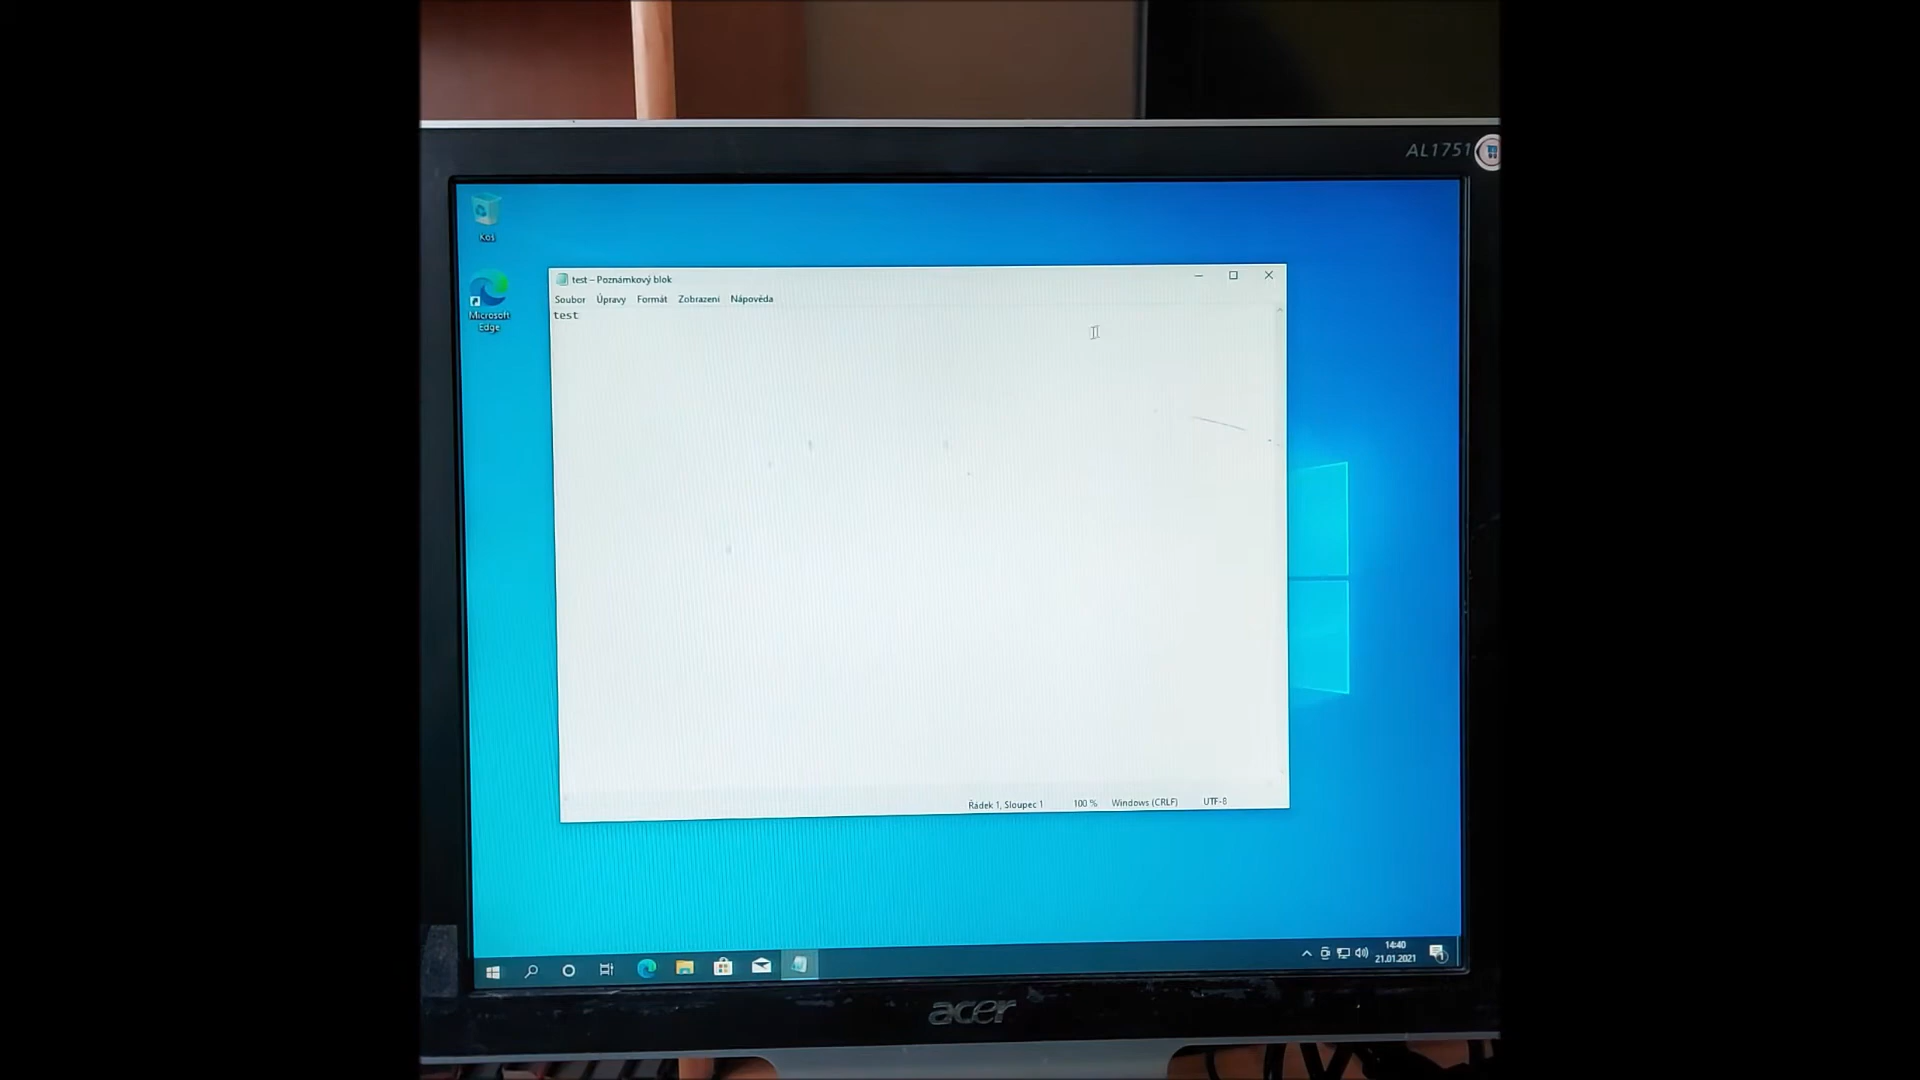 AL1751
Koš
Microsoft
Edge
test – Poznámkový blok
Soubor Úpravy Formát Zobrazení Nápověda
test
Řádek 1, Sloupec 1 100 % Windows (CRLF) UTF-8
14:40
21.01.2021
1
acer